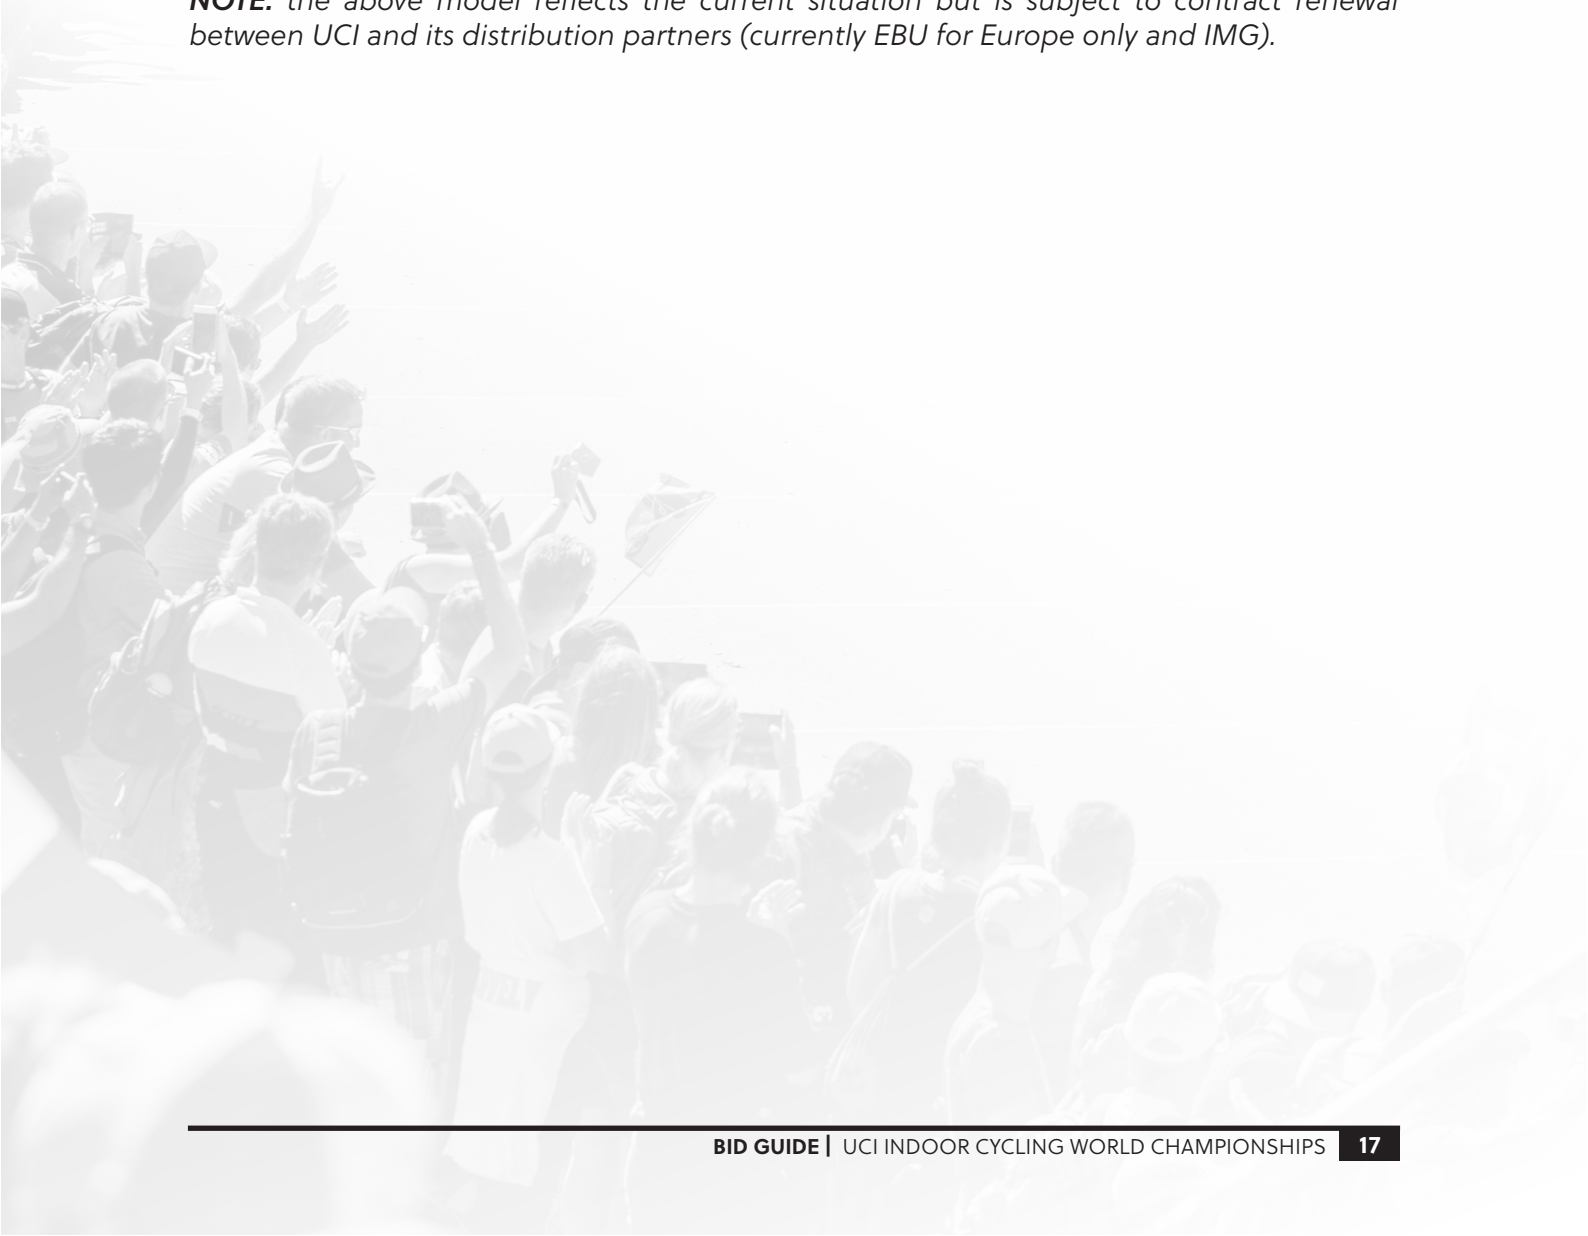 NOTE: the above model reflects the current situation but is subject to contract renewal
between UCI and its distribution partners (currently EBU for Europe only and IMG).
BID GUIDE | UCI INDOOR CYCLING WORLD CHAMPIONSHIPS 17